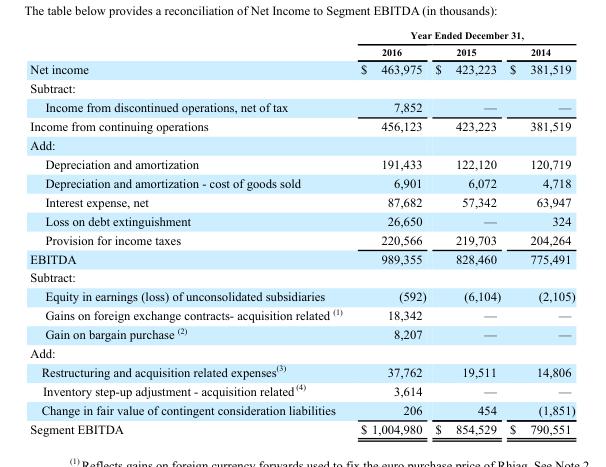 The table below provides a reconciliation of Net Income to Segment EBITDA (in thousands):
Year Ended December 31,
2016 2015 2014
Net income $ 463,975 $ 423,223 $ 381,519
Subtract:
Income from discontinued operations, net of tax 7,852 — —
Income from continuing operations 456,123 423,223 381,519
Add:
Depreciation and amortization 191,433 122,120 120,719
Depreciation and amortization - cost of goods sold 6,901 6,072 4,718
Interest expense, net 87,682 57,342 63,947
Loss on debt extinguishment 26,650 — 324
Provision for income taxes 220,566 219,703 204,264
EBITDA 989,355 828,460 775,491
Subtract:
Equity in earnings (loss) of unconsolidated subsidiaries (592) (6,104) (2,105)
Gains on foreign exchange contracts- acquisition related (1) 18,342 — —
Gain on bargain purchase (2) 8,207 — —
Add:
Restructuring and acquisition related expenses(3) 37,762 19,511 14,806
Inventory step-up adjustment - acquisition related (4) 3,614 — —
Change in fair value of contingent consideration liabilities 206 454 (1,851)
Segment EBITDA $ 1,004,980 $ 854,529 $ 790,551
(1) Reflects gains on foreign currency forwards used to fix the euro purchase price of Rhiag. See Note 2